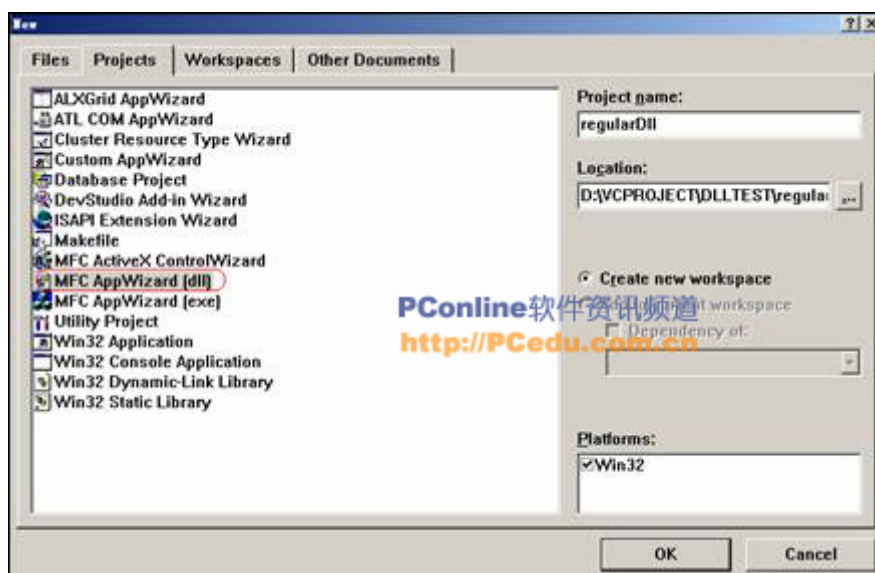 New
Files Projects Workspaces Other Documents
ALXGrid AppWizard
ATL COM AppWizard
Cluster Resource Type Wizard
Custom AppWizard
Database Project
DevStudio Add-in Wizard
ISAPI Extension Wizard
Makefile
MFC ActiveX ControlWizard
MFC AppWizard (dll)
MFC AppWizard (exe)
Utility Project
Win32 Application
Win32 Console Application
Win32 Dynamic-Link Library
Win32 Static Library
Project name:
regularDll
Location:
D:\VCPROJECT\DLLTEST\regular
...
Create new workspace
workspace
Dependency of:
PConline软件资讯频道
http://PCedu.com.cn
Platforms:
Win32
OK Cancel